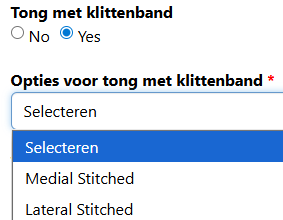 Tong met klittenband
No Yes
Opties voor tong met klittenband *
Selecteren
Selecteren
Medial Stitched
Lateral Stitched